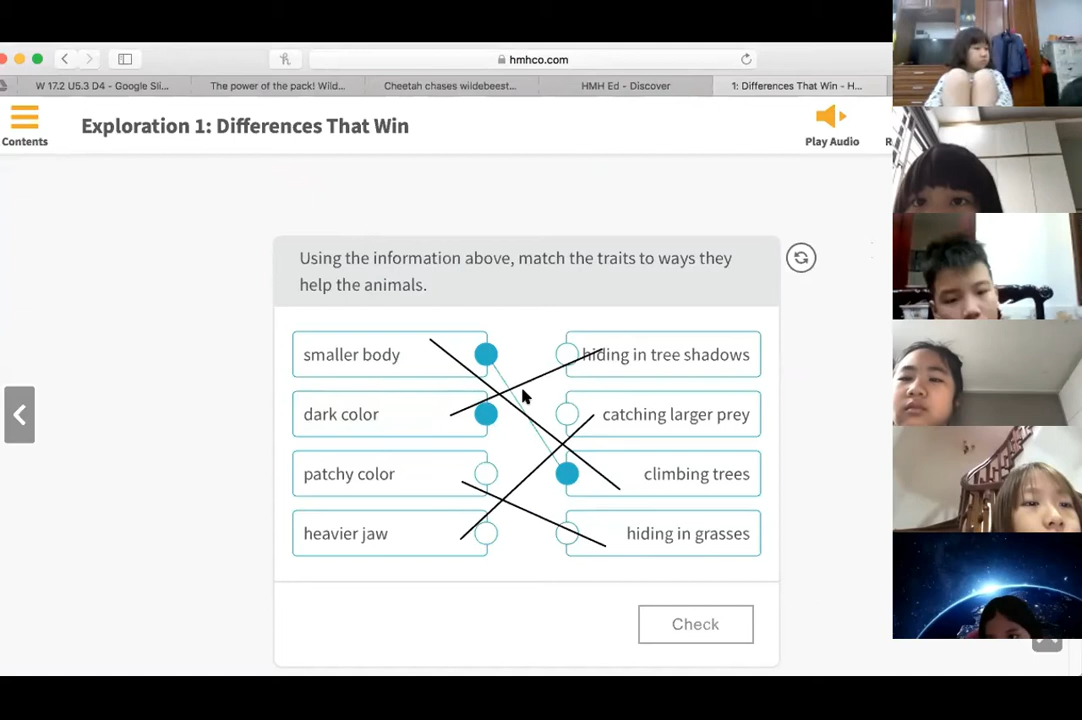 hmhco.com
W 17.2 U5.3 D4 - Google Sli...
The power of the pack! Wild...
Cheetah chases wildebeest...
HMH Ed - Discover
1: Differences That Win - H...
Contents
Exploration 1: Differences That Win
Play Audio
R
Using the information above, match the traits to ways they
help the animals.
smaller body
hiding in tree shadows
dark color
catching larger prey
patchy color
climbing trees
heavier jaw
hiding in grasses
Check